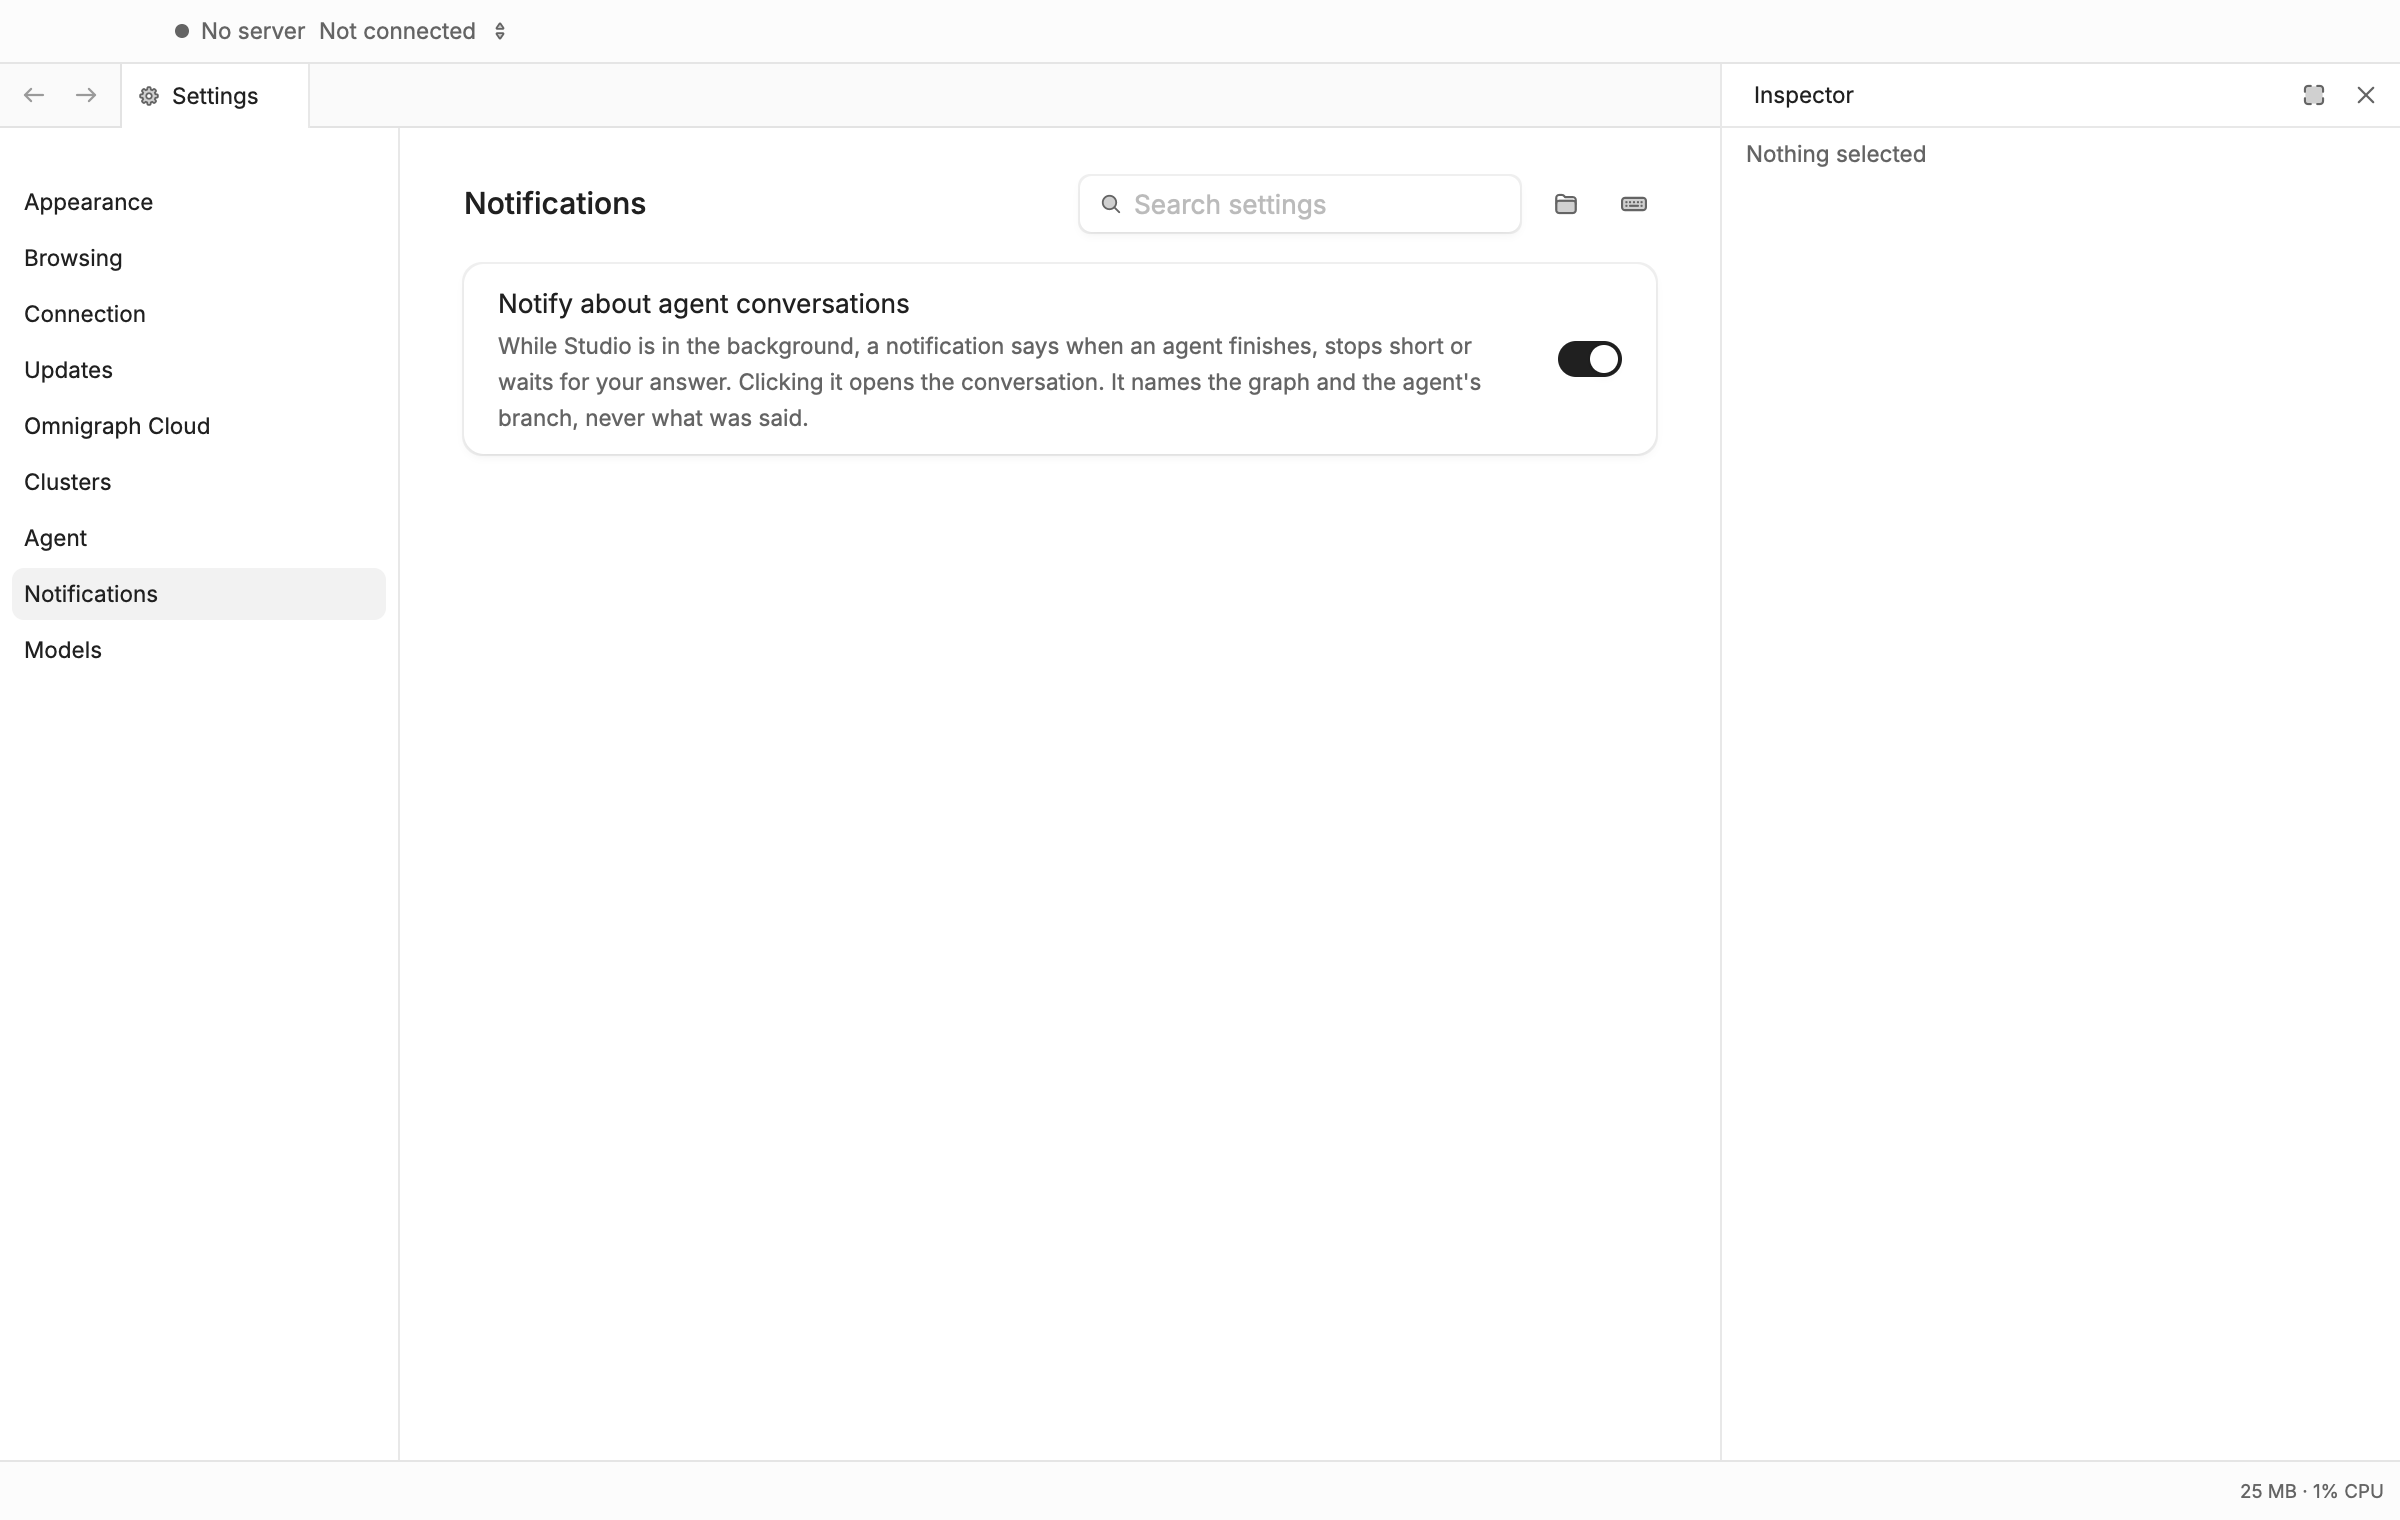 No server Not connected
Settings
Inspector
Nothing selected
Appearance
Browsing
Connection
Updates
Omnigraph Cloud
Clusters
Agent
Notifications
Models
Notifications
Search settings
Notify about agent conversations
While Studio is in the background, a notification says when an agent finishes, stops short or
waits for your answer. Clicking it opens the conversation. It names the graph and the agent's
branch, never what was said.
25 MB · 1% CPU